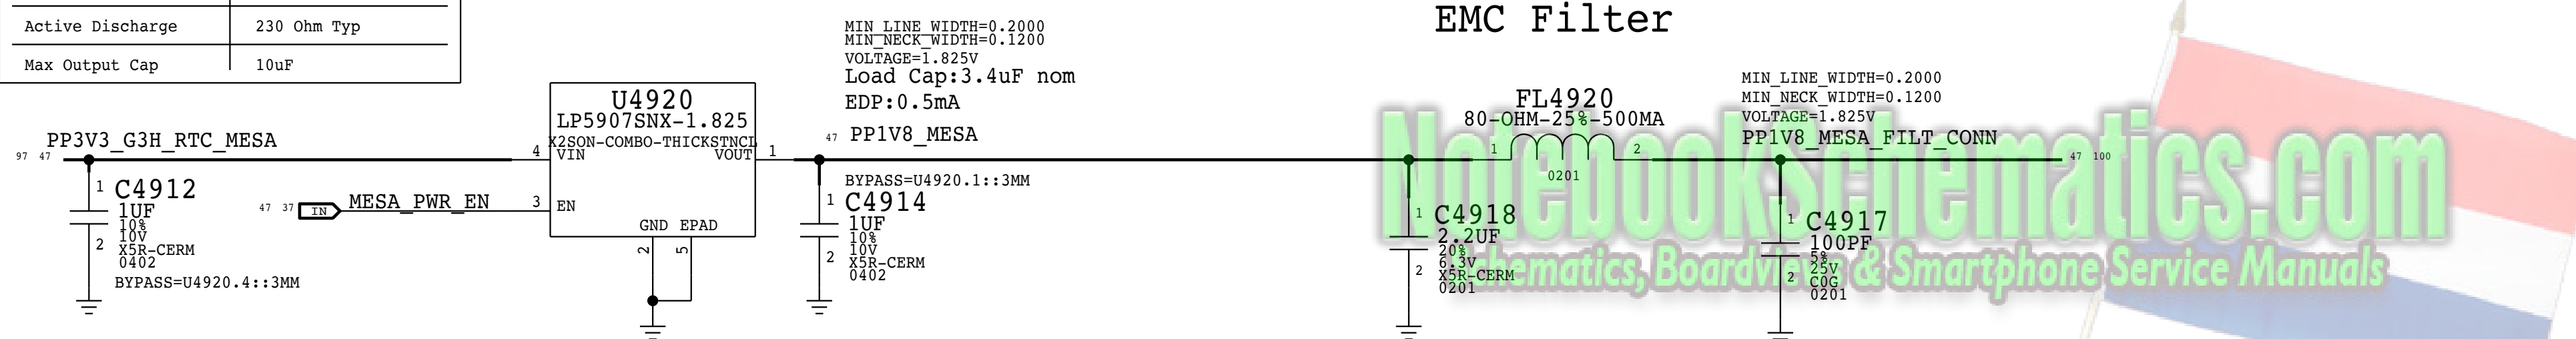 Active Discharge 230 Ohm Typ
Max Output Cap 10uF
PP3V3_G3H_RTC_MESA
97 47
1
C4912
1UF
10%
10V
X5R-CERM
0402
2
BYPASS=U4920.4::3MM
47 37 IN MESA_PWR_EN
U4920
LP5907SNX-1.825
X2SON-COMBO-THICKSTNCL
4 VIN VOUT 1
3 EN
GND EPAD
2 5
MIN_LINE_WIDTH=0.2000
MIN_NECK_WIDTH=0.1200
VOLTAGE=1.825V
Load Cap:3.4uF nom
EDP:0.5mA
47 PP1V8_MESA
BYPASS=U4920.1::3MM
1
C4914
1UF
10%
10V
X5R-CERM
0402
2
EMC Filter
FL4920
80-OHM-25%-500MA
1 2
0201
1
C4918
2.2UF
20%
6.3V
X5R-CERM
0201
2
MIN_LINE_WIDTH=0.2000
MIN_NECK_WIDTH=0.1200
VOLTAGE=1.825V
PP1V8_MESA_FILT_CONN
47 100
1
C4917
100PF
5%
25V
C0G
0201
2
NotebookSchematics.com
Schematics, Boardviews & Smartphone Service Manuals